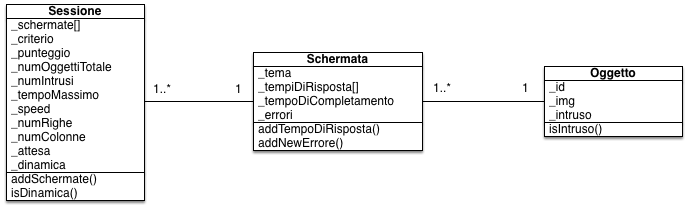 Sessione
_schermate[]
_criterio
_punteggio
_numOggettiTotale
_numIntrusi
_tempoMassimo
_speed
_numRighe
_numColonne
_attesa
_dinamica
addSchermate()
isDinamica()
1..*
1
Schermata
_tema
_tempiDiRisposta[]
_tempoDiCompletamento
_errori
addTempoDiRisposta()
addNewErrore()
1..*
1
Oggetto
_id
_img
_intruso
isIntruso()